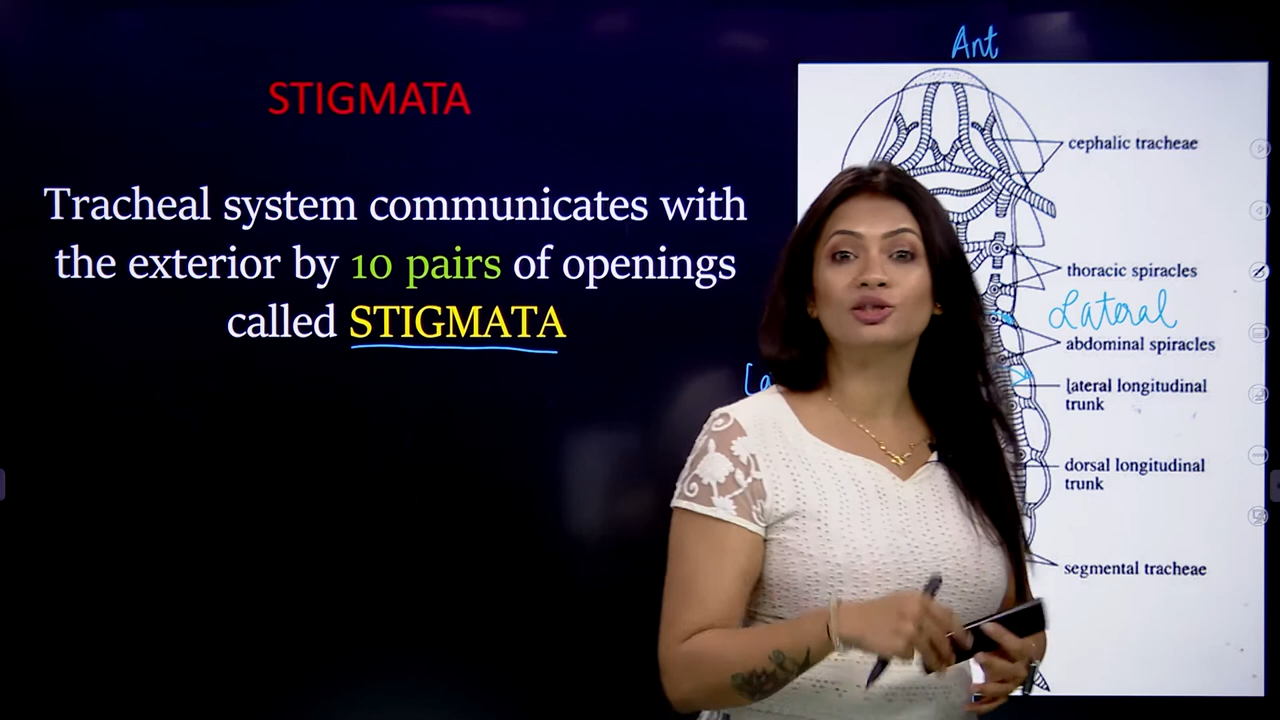 Ant
STIGMATA
Tracheal system communicates with
the exterior by 10 pairs of openings
called STIGMATA
cephalic tracheae
thoracic spiracles
Lateral
abdominal spiracles
lateral longitudinal
trunk
dorsal longitudinal
trunk
segmental tracheae